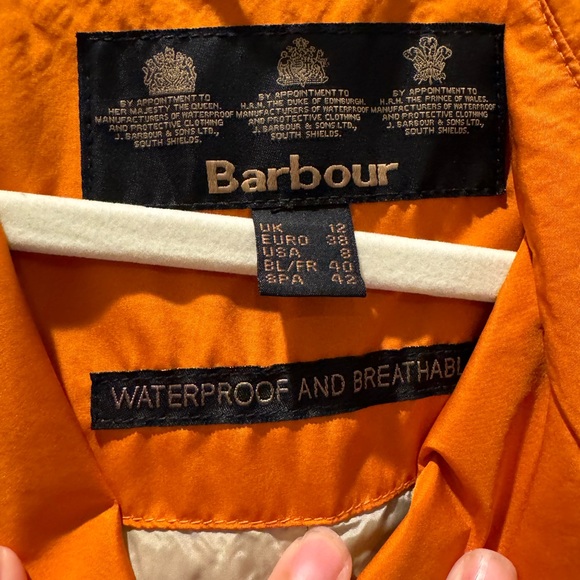 BY APPOINTMENT TO
HER MAJESTY THE QUEEN.
MANUFACTURERS OF WATERPROOF
AND PROTECTIVE CLOTHING
J. BARBOUR & SONS LTD.,
SOUTH SHIELDS.
BY APPOINTMENT TO
H.R.H. THE DUKE OF EDINBURGH.
MANUFACTURERS OF WATERPROOF
AND PROTECTIVE CLOTHING
J. BARBOUR & SONS LTD.,
SOUTH SHIELDS.
BY APPOINTMENT TO
H.R.H. THE PRINCE OF WALES.
MANUFACTURERS OF WATERPROOF
AND PROTECTIVE CLOTHING
J. BARBOUR & SONS LTD.,
SOUTH SHIELDS.
Barbour
UK 12
EURO 38
USA 8
BL/FR 40
SPA 42
WATERPROOF AND BREATHABL